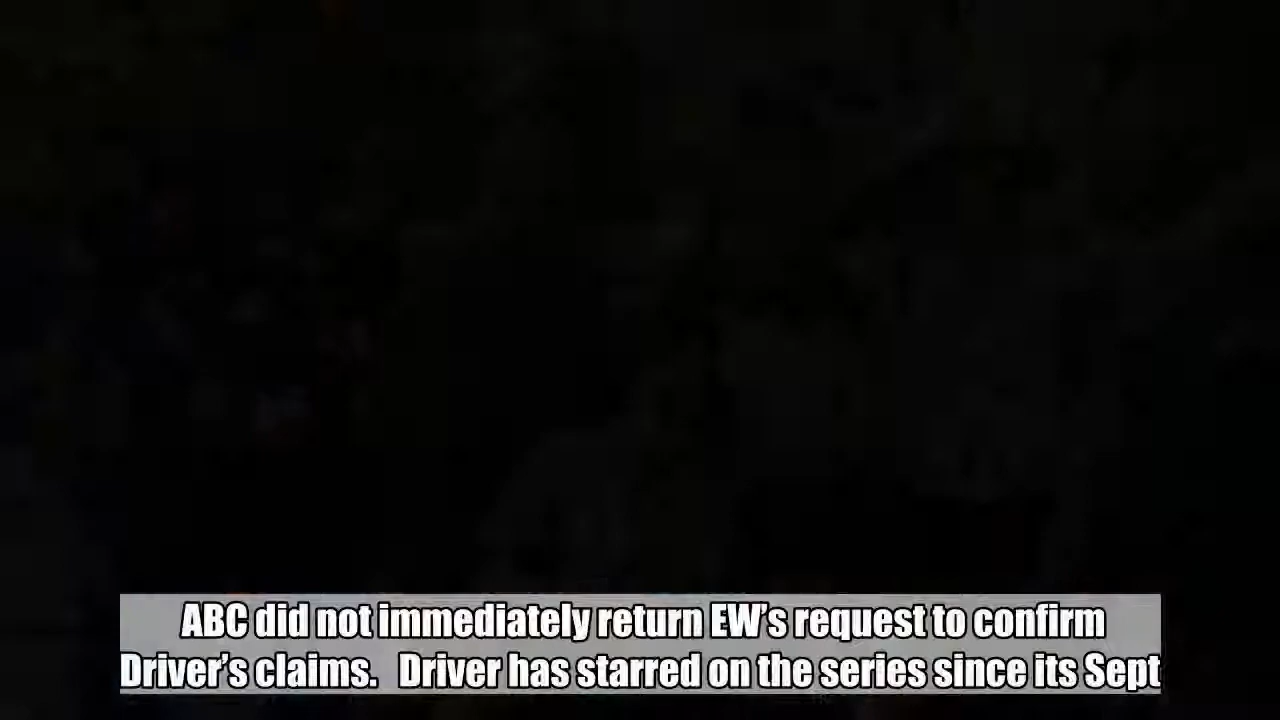 ABC did not immediately return EW’s request to confirm
Driver’s claims. Driver has starred on the series since its Sept